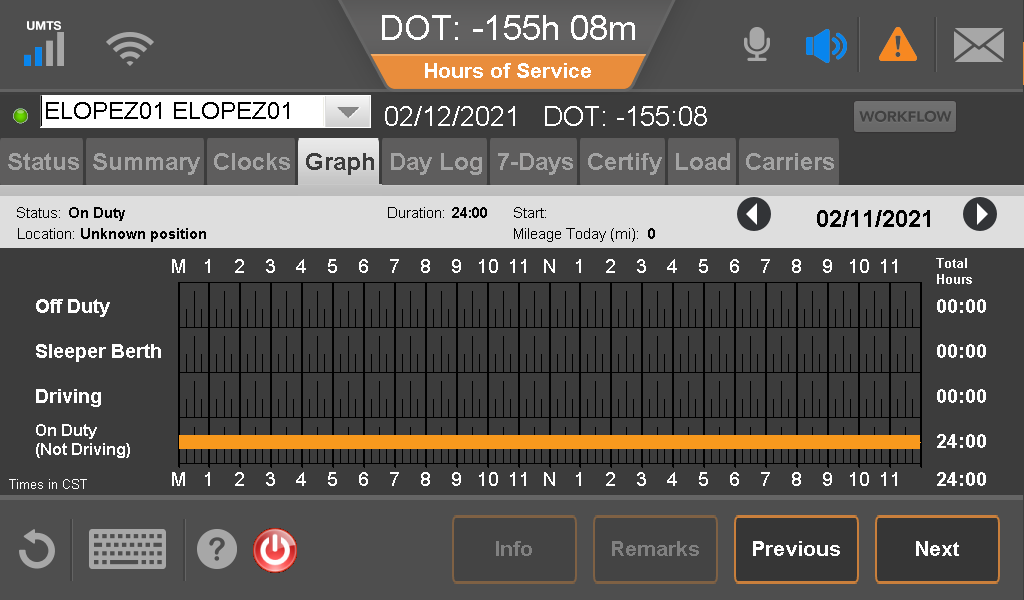 UMTS
DOT: -155h 08m
Hours of Service
ELOPEZ01 ELOPEZ01 02/12/2021 DOT: -155:08 WORKFLOW
Status Summary Clocks Graph Day Log 7-Days Certify Load Carriers
Status: On Duty Duration: 24:00 Start:
Location: Unknown position Mileage Today (mi): 0
02/11/2021
M 1 2 3 4 5 6 7 8 9 10 11 N 1 2 3 4 5 6 7 8 9 10 11 Total Hours
Off Duty 00:00
Sleeper Berth 00:00
Driving 00:00
On Duty
(Not Driving) 24:00
Times in CST M 1 2 3 4 5 6 7 8 9 10 11 N 1 2 3 4 5 6 7 8 9 10 11 24:00
? Info Remarks Previous Next